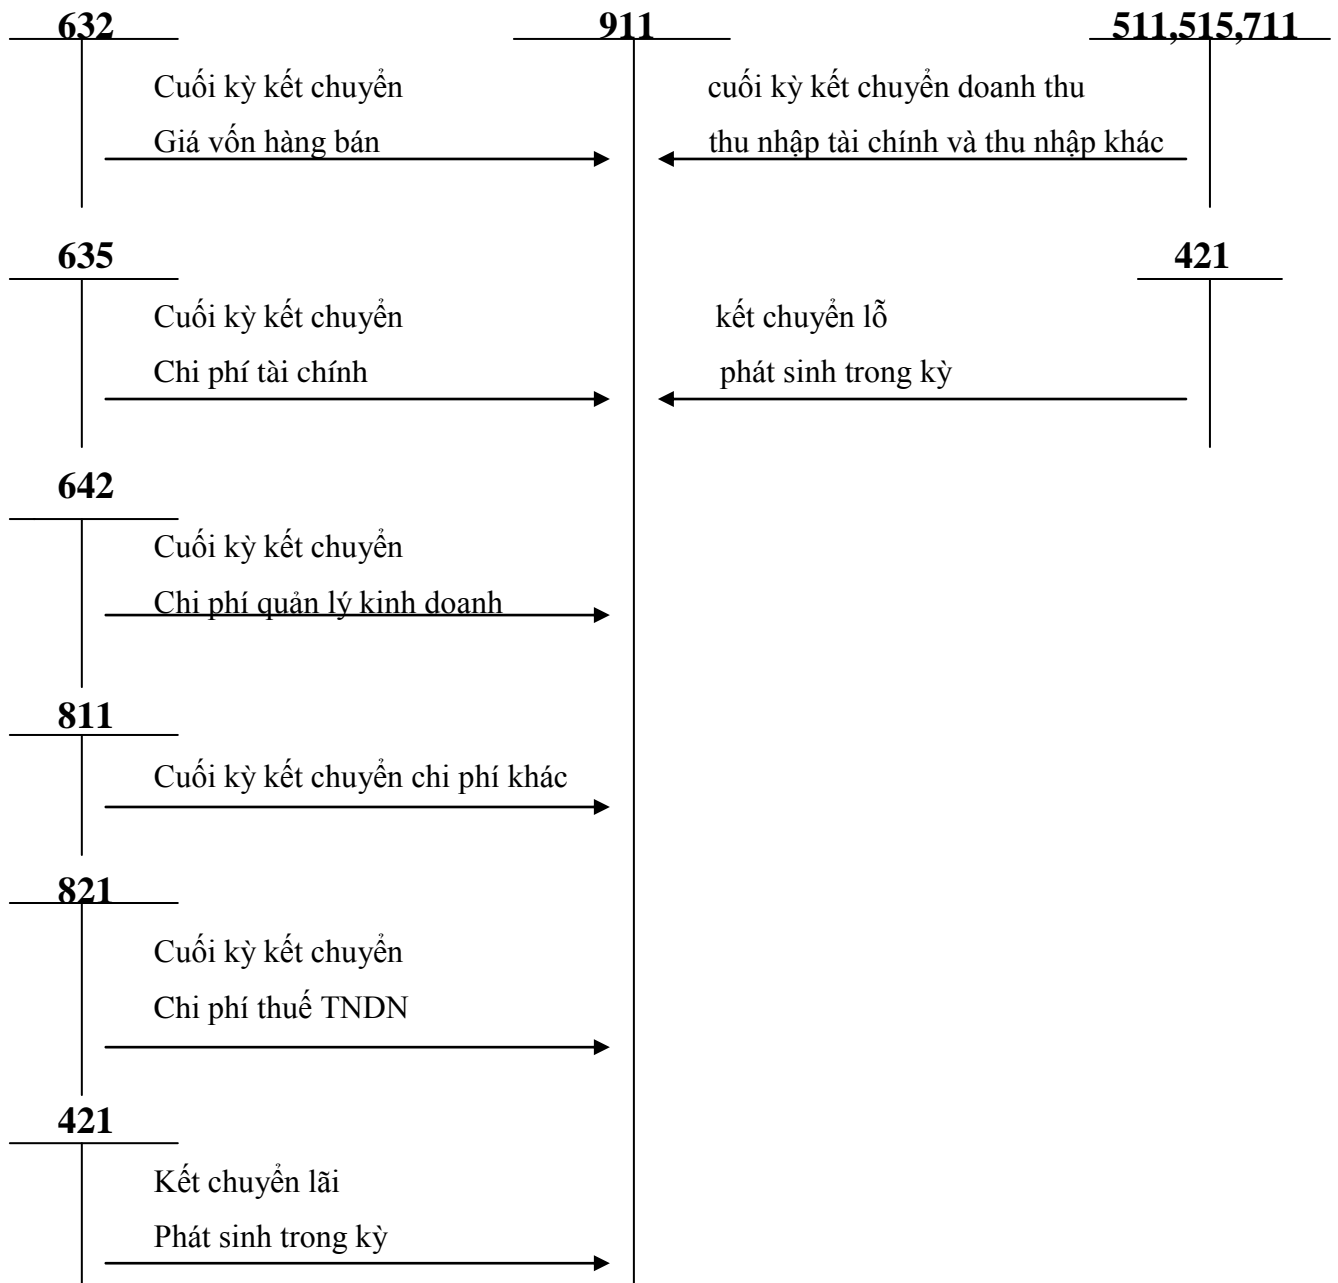 632
911
511,515,711
Cuối kỳ kết chuyển
Giá vốn hàng bán
cuối kỳ kết chuyển doanh thu
thu nhập tài chính và thu nhập khác
635
421
Cuối kỳ kết chuyển
Chi phí tài chính
kết chuyển lỗ
phát sinh trong kỳ
642
Cuối kỳ kết chuyển
Chi phí quản lý kinh doanh
811
Cuối kỳ kết chuyển chi phí khác
821
Cuối kỳ kết chuyển
Chi phí thuế TNDN
421
Kết chuyển lãi
Phát sinh trong kỳ